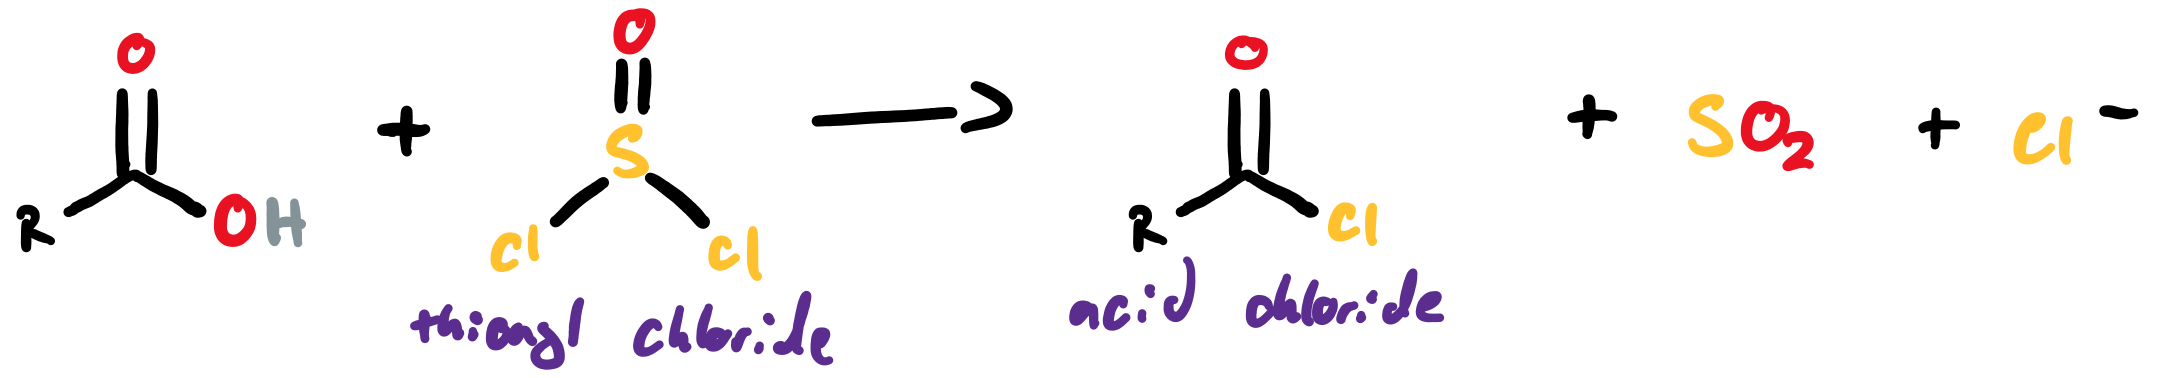 O
R OH + O S Cl Cl → O R Cl + SO₂ + Cl⁻
thionyl chloride
acid chloride